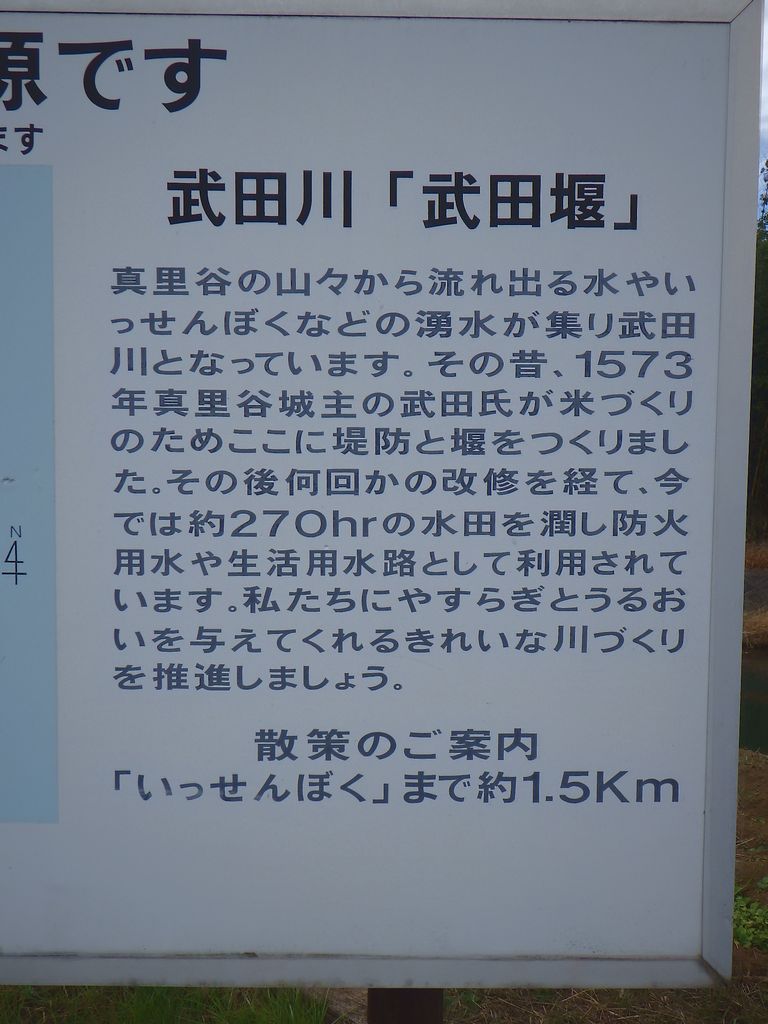 原です
ます
武田川「武田堰」
真里谷の山々から流れ出る水やい
っせんぼくなどの湧水が集り武田
川となっています。その昔、1573
年真里谷城主の武田氏が米づくり
のためここに堤防と堰をつくりまし
た。その後何回かの改修を経て、今
では約270hrの水田を潤し防火
用水や生活用水路として利用されて
います。私たちにやすらぎとうるお
いを与えてくれるきれいな川づくり
を推進しましょう。
N
4
散策のご案内
「いっせんぼく」まで約1.5Km